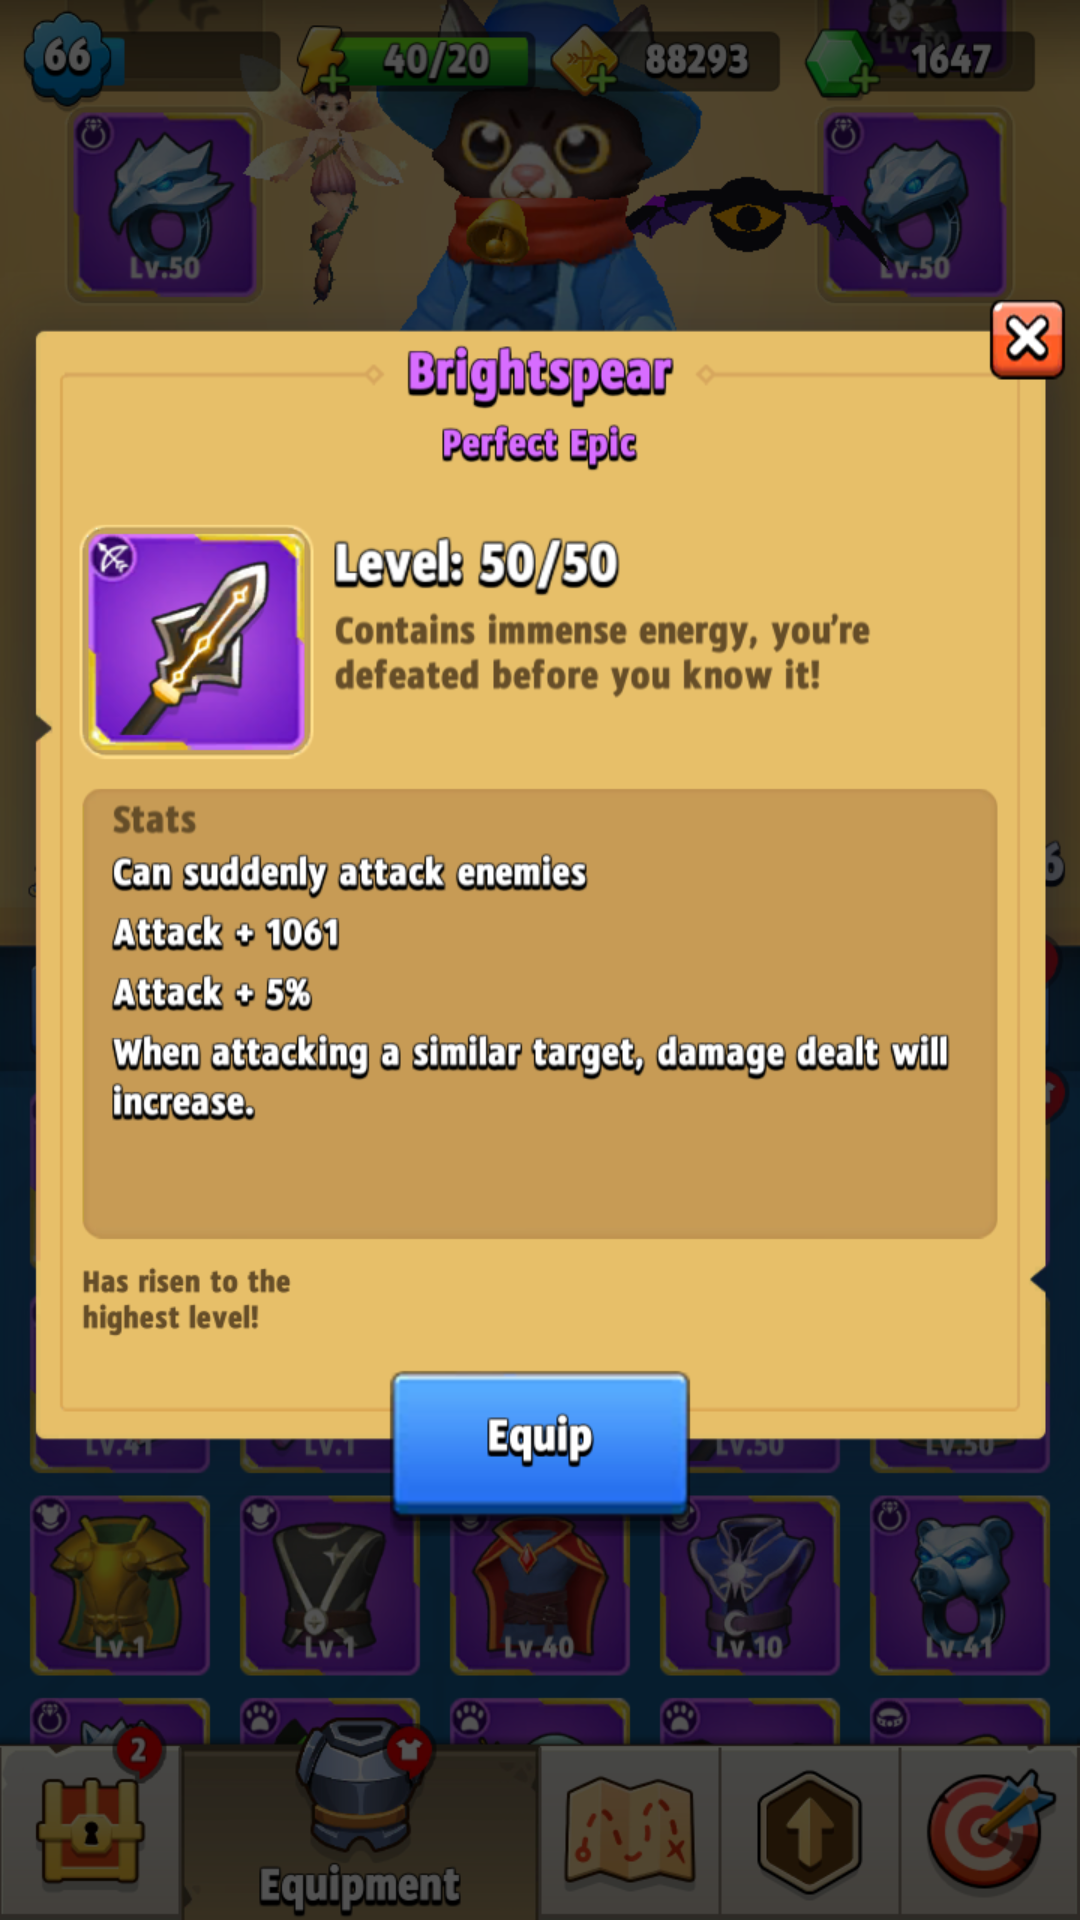 66
40/20
88293
1647
Lv.50
Lv.50
Lv.50
Brightspear
Perfect Epic
Level: 50/50
Contains immense energy, you're
defeated before you know it!
Stats
Can suddenly attack enemies
Attack + 1061
Attack + 5%
When attacking a similar target, damage dealt will
increase.
6
Has risen to the
highest level!
Equip
Lv.41
Lv.1
Lv.50
Lv.50
Lv.1
Lv.1
Lv.40
Lv.10
Lv.41
2
Equipment